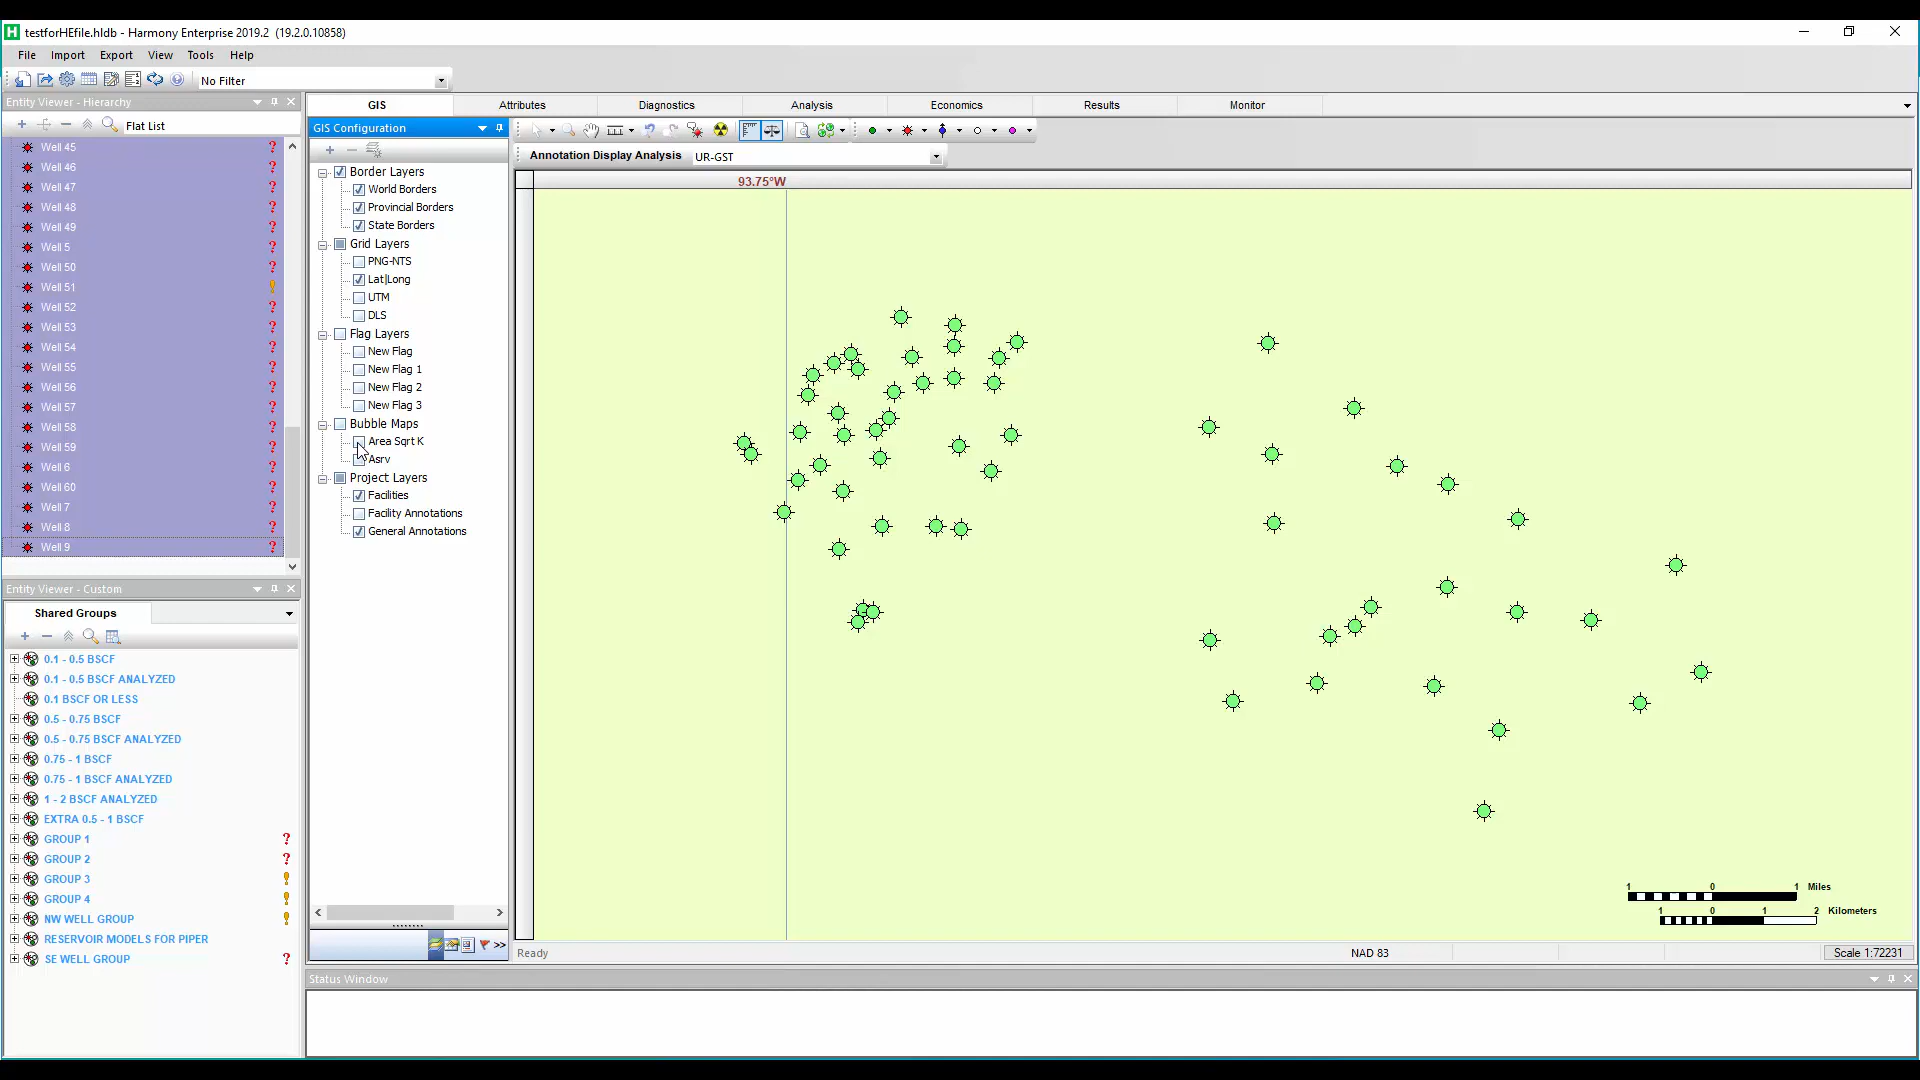 testforHEfile.hldb - Harmony Enterprise 2019.2 (19.2.0.10858)
File Import Export View Tools Help
No Filter
Entity Viewer - Hierarchy
Flat List
Well 45 ?
Well 46 ?
Well 47 ?
Well 48 ?
Well 49 ?
Well 5 ?
Well 50 ?
Well 51 !
Well 52 ?
Well 53 ?
Well 54 ?
Well 55 ?
Well 56 ?
Well 57 ?
Well 58 ?
Well 59 ?
Well 6 ?
Well 60 ?
Well 7 ?
Well 8 ?
Well 9 ?
Entity Viewer - Custom
Shared Groups
0.1 - 0.5 BSCF
0.1 - 0.5 BSCF ANALYZED
0.1 BSCF OR LESS
0.5 - 0.75 BSCF
0.5 - 0.75 BSCF ANALYZED
0.75 - 1 BSCF
0.75 - 1 BSCF ANALYZED
1 - 2 BSCF ANALYZED
EXTRA 0.5 - 1 BSCF
GROUP 1 ?
GROUP 2 ?
GROUP 3 !
GROUP 4 !
NW WELL GROUP !
RESERVOIR MODELS FOR PIPER
SE WELL GROUP ?
GIS Attributes Diagnostics Analysis Economics Results Monitor
GIS Configuration
Border Layers
World Borders
Provincial Borders
State Borders
Grid Layers
PNG-NTS
Lat|Long
UTM
DLS
Flag Layers
New Flag
New Flag 1
New Flag 2
New Flag 3
Bubble Maps
Area Sqrt K
Asrv
Project Layers
Facilities
Facility Annotations
General Annotations
Annotation Display Analysis UR-GST
93.75°W
1 0 1 Miles
1 0 1 2 Kilometers
Ready NAD 83 Scale 1:72231
Status Window